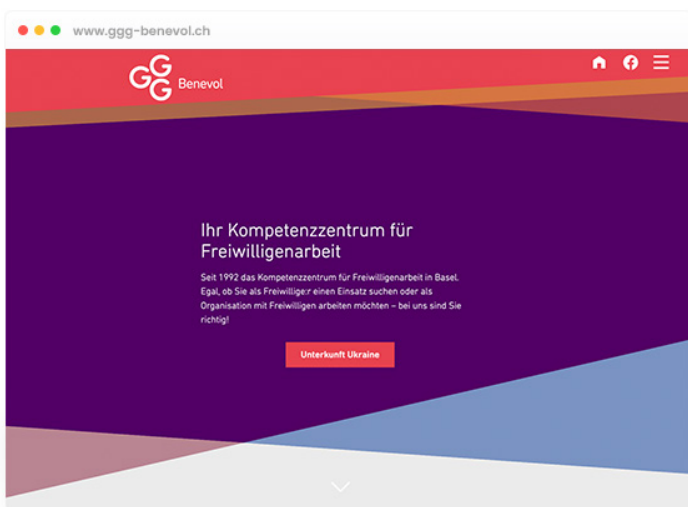 www.ggg-benevol.ch
GGG Benevol
Ihr Kompetenzzentrum für
Freiwilligenarbeit
Seit 1992 das Kompetenzzentrum für Freiwilligenarbeit in Basel.
Egal, ob Sie als Freiwillige:r einen Einsatz suchen oder als
Organisation mit Freiwilligen arbeiten möchten – bei uns sind Sie
richtig!
Unterkunft Ukraine